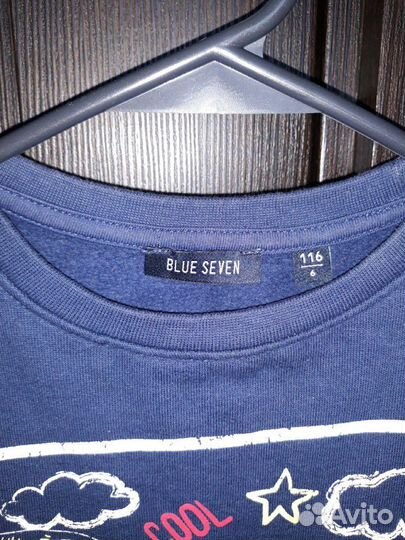 BLUE SEVEN
116
6
COOL
Avito